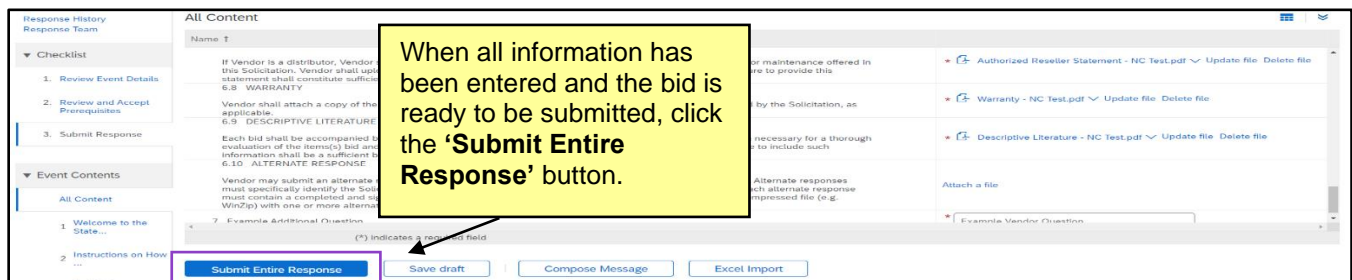 Response History
Response Team
▼ Checklist
1. Review Event Details
2. Review and Accept
Prerequisites
3. Submit Response
▼ Event Contents
All Content
1 Welcome to the
State...
2 Instructions on How
...
All Content
Name ↑
If Vendor is a distributor, Vendor
or maintenance offered in
this Solicitation. Vendor shall
re to provide this
statement shall constitute
6.8 WARRANTY
Vendor shall attach a copy of the
by the Solicitation, as
applicable.
6.9 DESCRIPTIVE LITERATURE
Each bid shall be accompanied
necessary for a thorough
evaluation of the items(s) bid and
to include such
information shall be a sufficient
6.10 ALTERNATE RESPONSE
Vendor may submit an alternate
Alternate responses
must specifically identify the
ch alternate response
must contain a completed and
mpressed file (e.g.
WinZip) with one or more
7 Example Additional Question
(*) indicates a required field
* Authorized Reseller Statement - NC Test.pdf Update file Delete file
* Warranty - NC Test.pdf Update file Delete file
* Descriptive Literature - NC Test.pdf Update file Delete file
Attach a file
* Example Vendor Question
When all information has
been entered and the bid is
ready to be submitted, click
the ‘Submit Entire
Response’ button.
Submit Entire Response
Save draft
Compose Message
Excel Import